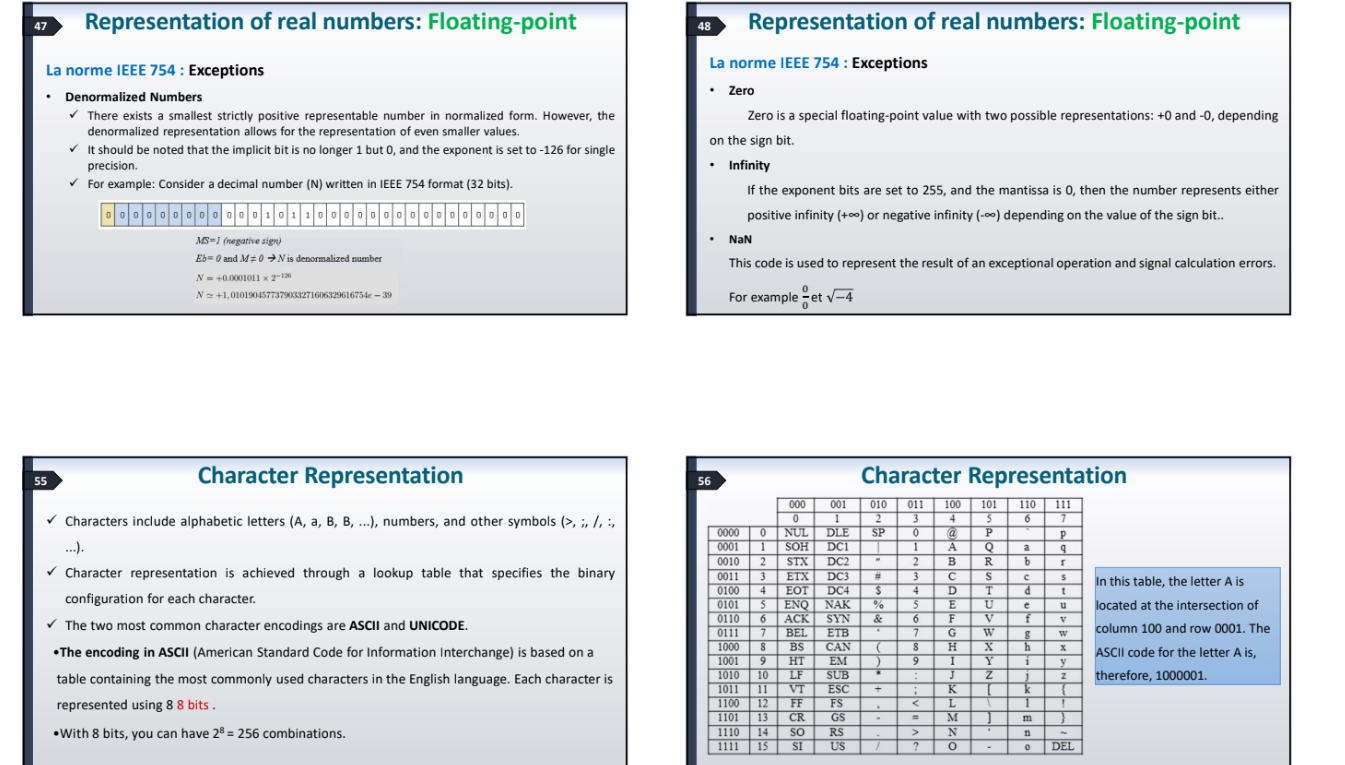 47
Representation of real numbers: Floating-point
La norme IEEE 754 : Exceptions
• Denormalized Numbers
✓ There exists a smallest strictly positive representable number in normalized form. However, the
denormalized representation allows for the representation of even smaller values.
✓ It should be noted that the implicit bit is no longer 1 but 0, and the exponent is set to -126 for single
precision.
✓ For example: Consider a decimal number (N) written in IEEE 754 format (32 bits).
0 0 0 0 0 0 0 0 0 0 0 0 1 0 1 1 0 0 0 0 0 0 0 0 0 0 0 0 0 0 0 0
MS=1 (negative sign)
Eb= 0 and M ≠ 0 → N is denormalized number
N = +0.0001011 × 2⁻¹²⁶
N ≃ +1,0101904577379033271606329616754e − 39
48
Representation of real numbers: Floating-point
La norme IEEE 754 : Exceptions
• Zero
Zero is a special floating-point value with two possible representations: +0 and -0, depending
on the sign bit.
• Infinity
If the exponent bits are set to 255, and the mantissa is 0, then the number represents either
positive infinity (+∞) or negative infinity (-∞) depending on the value of the sign bit..
• NaN
This code is used to represent the result of an exceptional operation and signal calculation errors.
For example 0/0 et √−4
55
Character Representation
✓ Characters include alphabetic letters (A, a, B, B, ...), numbers, and other symbols (>, ;, /, :,
...).
✓ Character representation is achieved through a lookup table that specifies the binary
configuration for each character.
✓ The two most common character encodings are ASCII and UNICODE.
•The encoding in ASCII (American Standard Code for Information Interchange) is based on a
table containing the most commonly used characters in the English language. Each character is
represented using 8 8 bits .
•With 8 bits, you can have 2⁸ = 256 combinations.
56
Character Representation
000 001 010 011 100 101 110 111
0 1 2 3 4 5 6 7
0000 0 NUL DLE SP 0 @ P ` p
0001 1 SOH DC1 | 1 A Q a q
0010 2 STX DC2 " 2 B R b r
0011 3 ETX DC3 # 3 C S c s
0100 4 EOT DC4 $ 4 D T d t
0101 5 ENQ NAK % 5 E U e u
0110 6 ACK SYN & 6 F V f v
0111 7 BEL ETB ' 7 G W g w
1000 8 BS CAN ( 8 H X h x
1001 9 HT EM ) 9 I Y i y
1010 10 LF SUB * : J Z j z
1011 11 VT ESC + ; K [ k {
1100 12 FF FS , < L \ l !
1101 13 CR GS - = M ] m }
1110 14 SO RS . > N ' n ~
1111 15 SI US / ? O - o DEL
In this table, the letter A is
located at the intersection of
column 100 and row 0001. The
ASCII code for the letter A is,
therefore, 1000001.